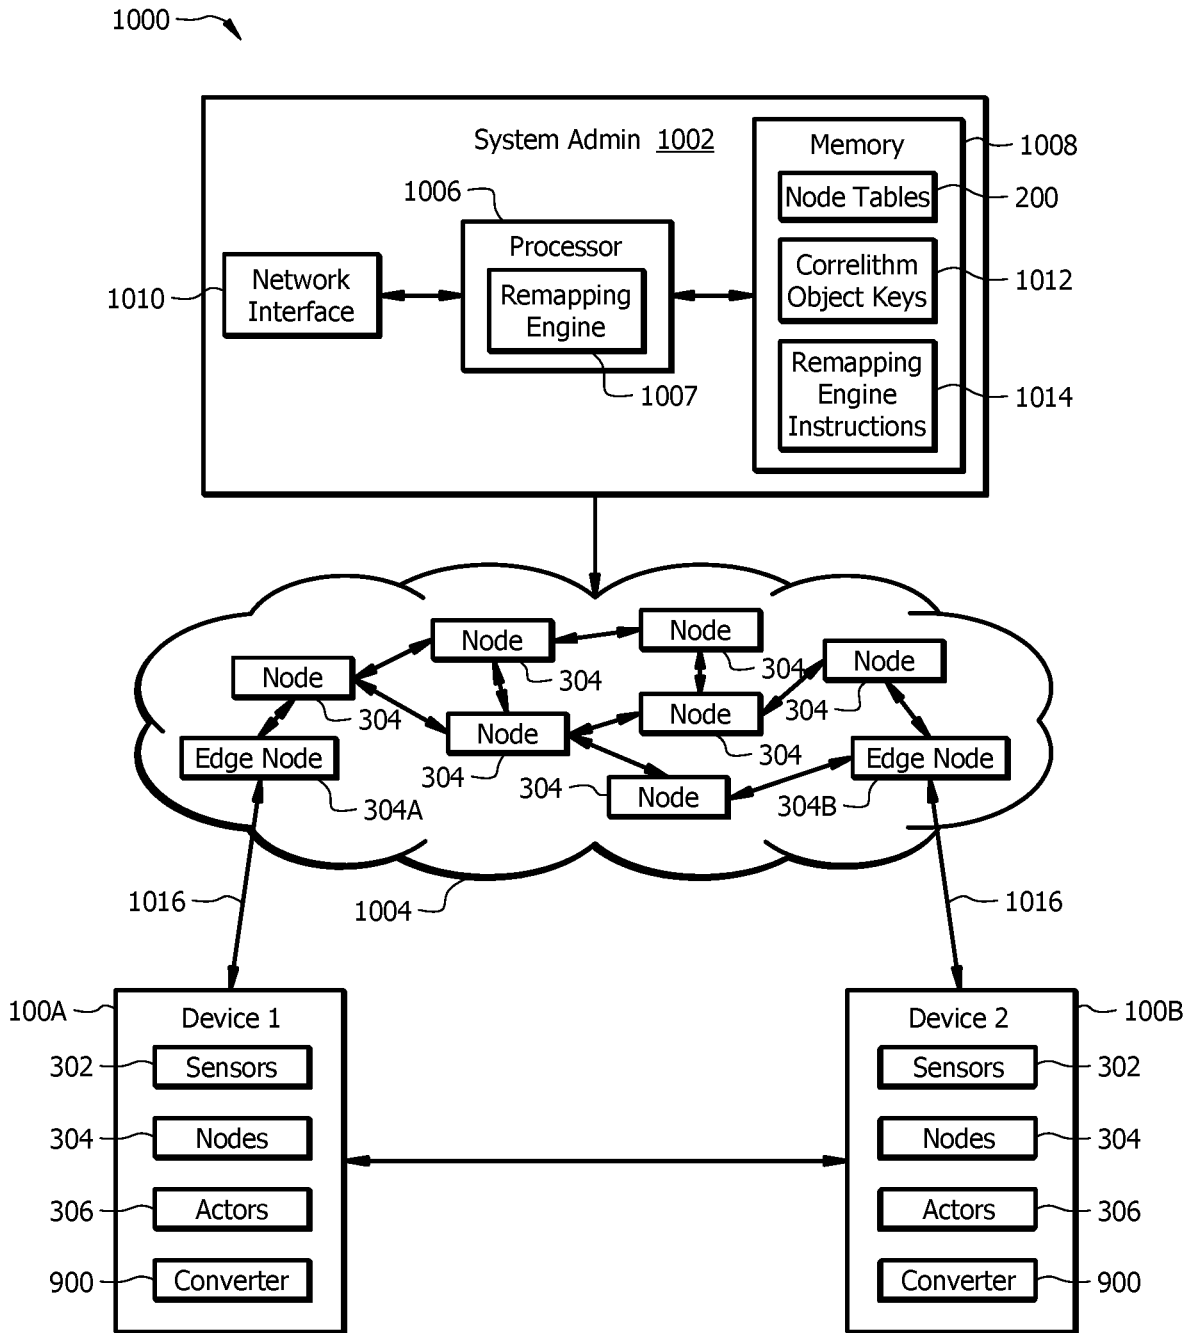 1000
System Admin 1002
Memory
1008
Node Tables
200
1006
Processor
Network
Interface
1010
Remapping
Engine
1007
Correlithm
Object Keys
1012
Remapping
Engine
Instructions
1014
Node
304
Node
304
Node
304
Node
304
Node
304
Node
304
Node
304
Edge Node
304A
Edge Node
304B
1004
1016
1016
100A
Device 1
302
Sensors
304
Nodes
306
Actors
900
Converter
Device 2
100B
Sensors
302
Nodes
304
Actors
306
Converter
900